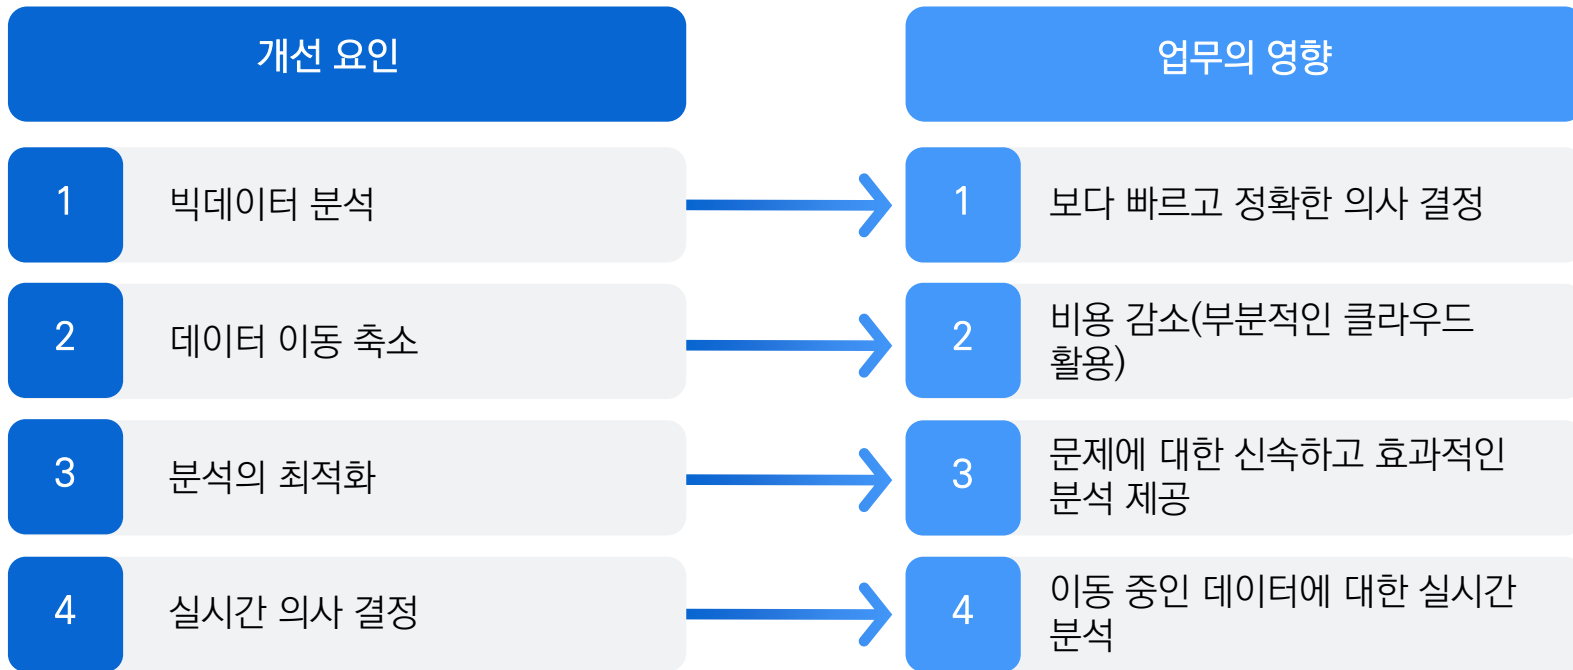 개선 요인
업무의 영향
1
빅데이터 분석
1
보다 빠르고 정확한 의사 결정
2
데이터 이동 축소
2
비용 감소(부분적인 클라우드
활용)
3
분석의 최적화
3
문제에 대한 신속하고 효과적인
분석 제공
4
실시간 의사 결정
4
이동 중인 데이터에 대한 실시간
분석